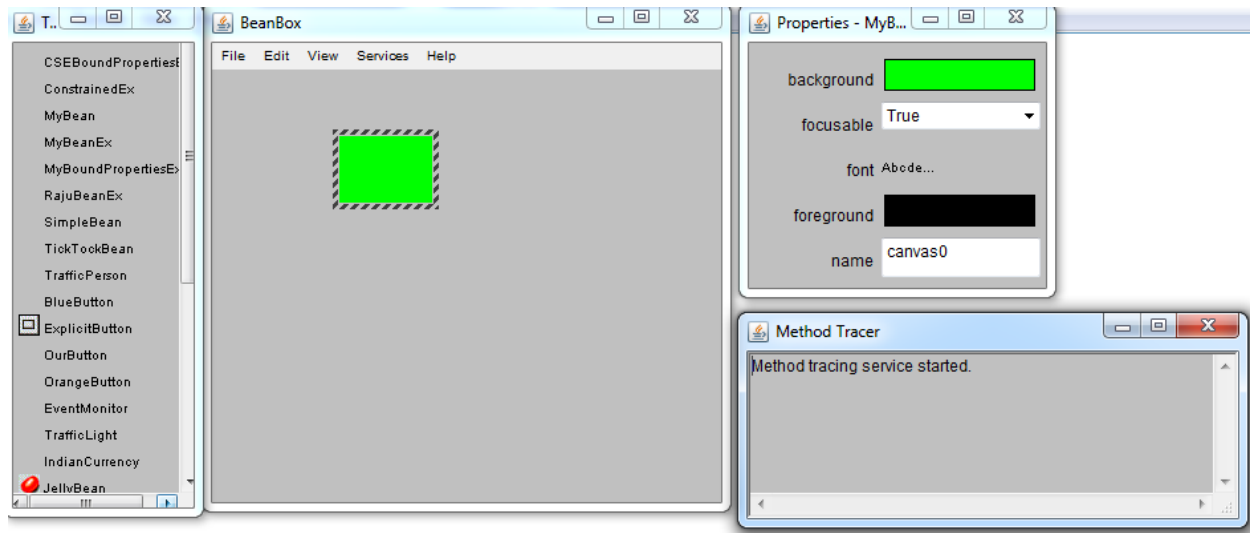 T...
CSEBoundPropertiesE
ConstrainedEx
MyBean
MyBeanEx
MyBoundPropertiesEx
RajuBeanEx
SimpleBean
TickTockBean
TrafficPerson
BlueButton
ExplicitButton
OurButton
OrangeButton
EventMonitor
TrafficLight
IndianCurrency
JellyBean
BeanBox
File Edit View Services Help
Properties - MyB...
background
focusable True
font Abcde...
foreground
name canvas0
Method Tracer
Method tracing service started.